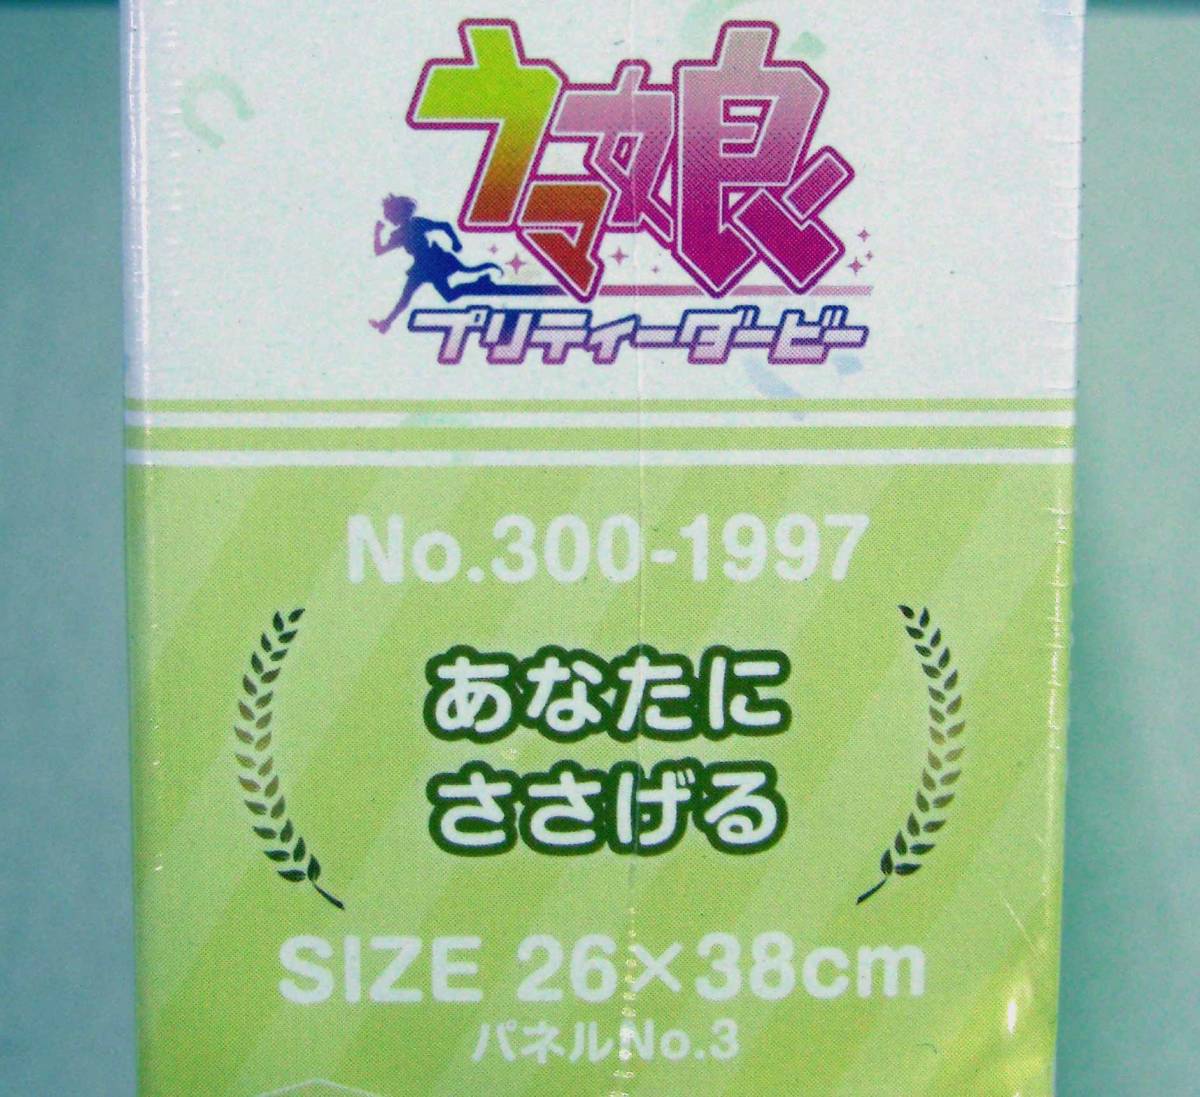 ウマ娘
プリティーダービー
No.300-1997
あなたに
ささげる
SIZE 26×38cm
パネルNo.3